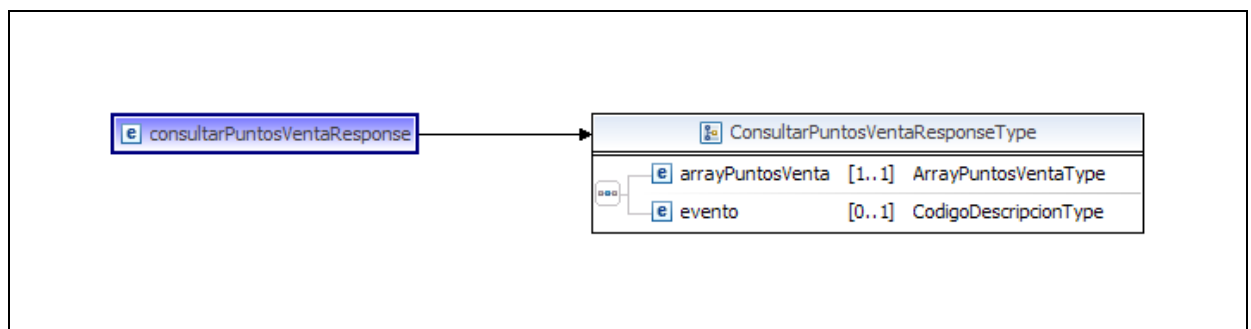 e consultarPuntosVentaResponse
ConsultarPuntosVentaResponseType
e arrayPuntosVenta [1..1] ArrayPuntosVentaType
e evento [0..1] CodigoDescripcionType